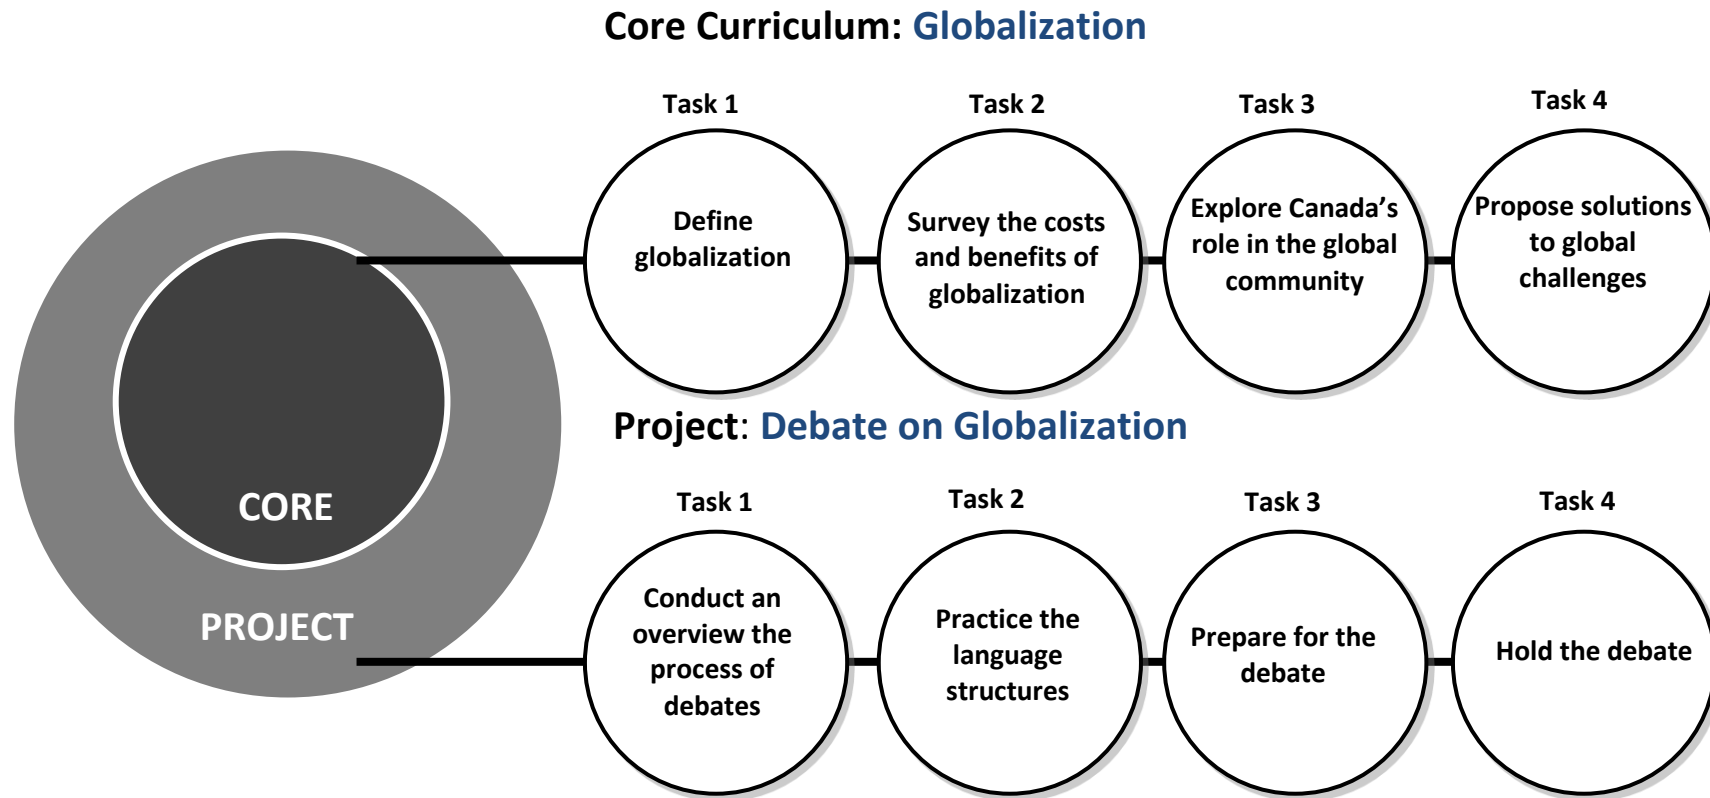 Core Curriculum: Globalization
Task 1
Task 2
Task 3
Task 4
Define
globalization
Survey the costs
and benefits of
globalization
Explore Canada’s
role in the global
community
Propose solutions
to global
challenges
CORE
PROJECT
Project: Debate on Globalization
Task 1
Task 2
Task 3
Task 4
Conduct an
overview the
process of
debates
Practice the
language
structures
Prepare for the
debate
Hold the debate